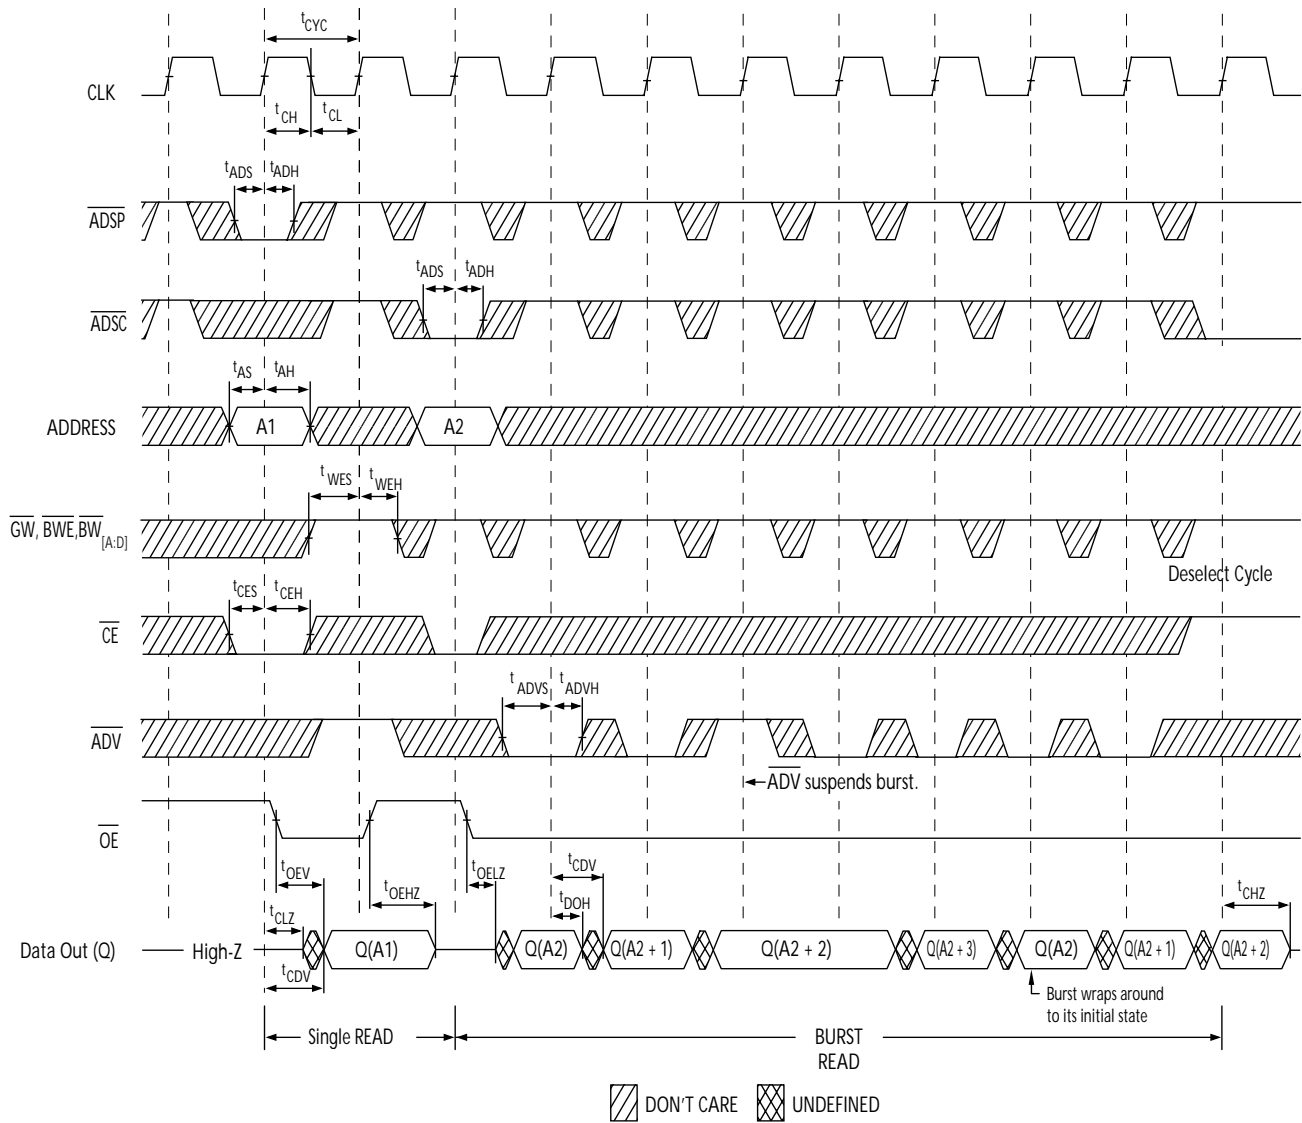 tCYC
CLK
tCH
tCL
tADS
tADH
ADSP
tADS
tADH
ADSC
tAS
tAH
ADDRESS
A1
A2
tWES
tWEH
GW, BWE,BW[A:D]
Deselect Cycle
tCES
tCEH
CE
tADVS
tADVH
ADV
ADV suspends burst.
OE
tOEV
tOEHZ
tOELZ
tCDV
tCLZ
tDOH
tCHZ
Data Out (Q)
High-Z
Q(A1)
Q(A2)
Q(A2 + 1)
Q(A2 + 2)
Q(A2 + 3)
Q(A2)
Q(A2 + 1)
Q(A2 + 2)
tCDV
Burst wraps around
to its initial state
Single READ
BURST
READ
DON'T CARE
UNDEFINED